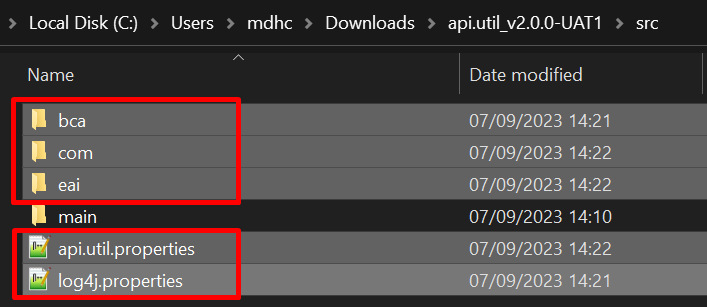 Local Disk (C:) > Users > mdhc > Downloads > api.util_v2.0.0-UAT1 > src
Name Date modified
bca 07/09/2023 14:21
com 07/09/2023 14:22
eai 07/09/2023 14:22
main 07/09/2023 14:10
api.util.properties 07/09/2023 14:22
log4j.properties 07/09/2023 14:21